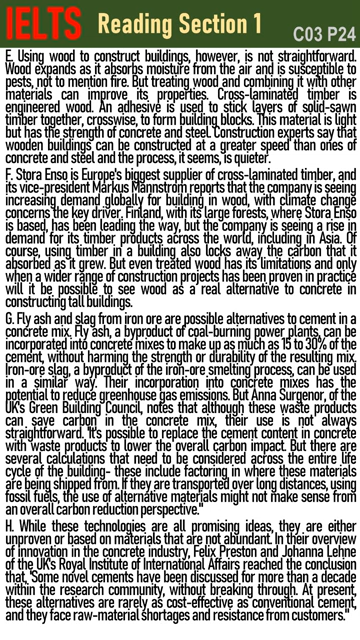 IELTS
Reading Section 1
C03 P24
E. Using wood to construct buildings, however, is not straightforward.
Wood expands as it absorbs moisture from the air and is susceptible to
pests, not to mention fire. But treating wood and combining it with other
materials can improve its properties. Cross-laminated timber is
engineered wood. An adhesive is used to stick layers of solid-sawn
timber together, crosswise, to form building blocks. This material is light
but has the strength of concrete and steel. Construction experts say that
wooden buildings can be constructed at a greater speed than ones of
concrete and steel and the process, it seems, is quieter.
F. Stora Enso is Europe's biggest supplier of cross-laminated timber, and
its vice-president Markus Mannstrom reports that the company is seeing
increasing demand globally for building in wood, with climate change
concerns the key driver. Finland, with its large forests, where Stora Enso
is based, has been leading the way, but the company is seeing a rise in
demand for its timber products across the world, including in Asia. Of
course, using timber in a building also locks away the carbon that it
absorbed as it grew. But even treated wood has its limitations and only
when a wider range of construction projects has been proven in practice
will it be possible to see wood as a real alternative to concrete in
constructing tall buildings.
G. Fly ash and slag from iron ore are possible alternatives to cement in a
concrete mix. Fly ash, a byproduct of coal-burning power plants, can be
incorporated into concrete mixes to make up as much as 15 to 30% of the
cement, without harming the strength or durability of the resulting mix.
Iron-ore slag, a byproduct of the iron-ore smelting process, can be used
in a similar way. Their incorporation into concrete mixes has the
potential to reduce greenhouse gas emissions. But Anna Surgenor, of the
UK's Green Building Council, notes that although these waste products
can save carbon in the concrete mix, their use is not always
straightforward. "It's possible to replace the cement content in concrete
with waste products to lower the overall carbon impact. But there are
several calculations that need to be considered across the entire life
cycle of the building- these include factoring in where these materials
are being shipped from. If they are transported over long distances, using
fossil fuels, the use of alternative materials might not make sense from
an overall carbon reduction perspective."
H. While these technologies are all promising ideas, they are either
unproven or based on materials that are not abundant. In their overview
of innovation in the concrete industry, Felix Preston and Johanna Lehne
of the UK's Royal Institute of International Affairs reached the conclusion
that, "Some novel cements have been discussed for more than a decade
within the research community, without breaking through. At present,
these alternatives are rarely as cost-effective as conventional cement,
and they face raw-material shortages and resistance from customers."